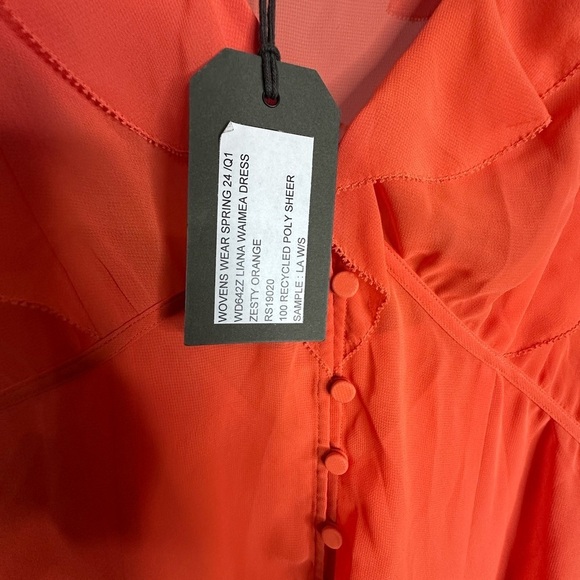 WOVENS WEAR SPRING 24 /Q1
WD642Z LIANA WAIMEA DRESS
ZESTY ORANGE
RS19020
100 RECYCLED POLY SHEER
SAMPLE : LA W/S